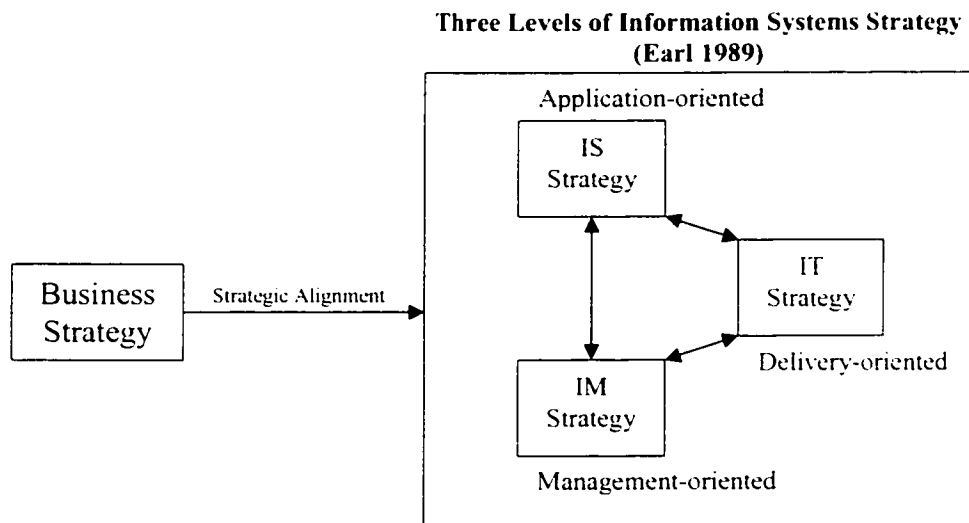 Three Levels of Information Systems Strategy
(Earl 1989)
Application-oriented
IS
Strategy
IT
Strategy
Business
Strategy
Strategic Alignment
Delivery-oriented
IM
Strategy
Management-oriented